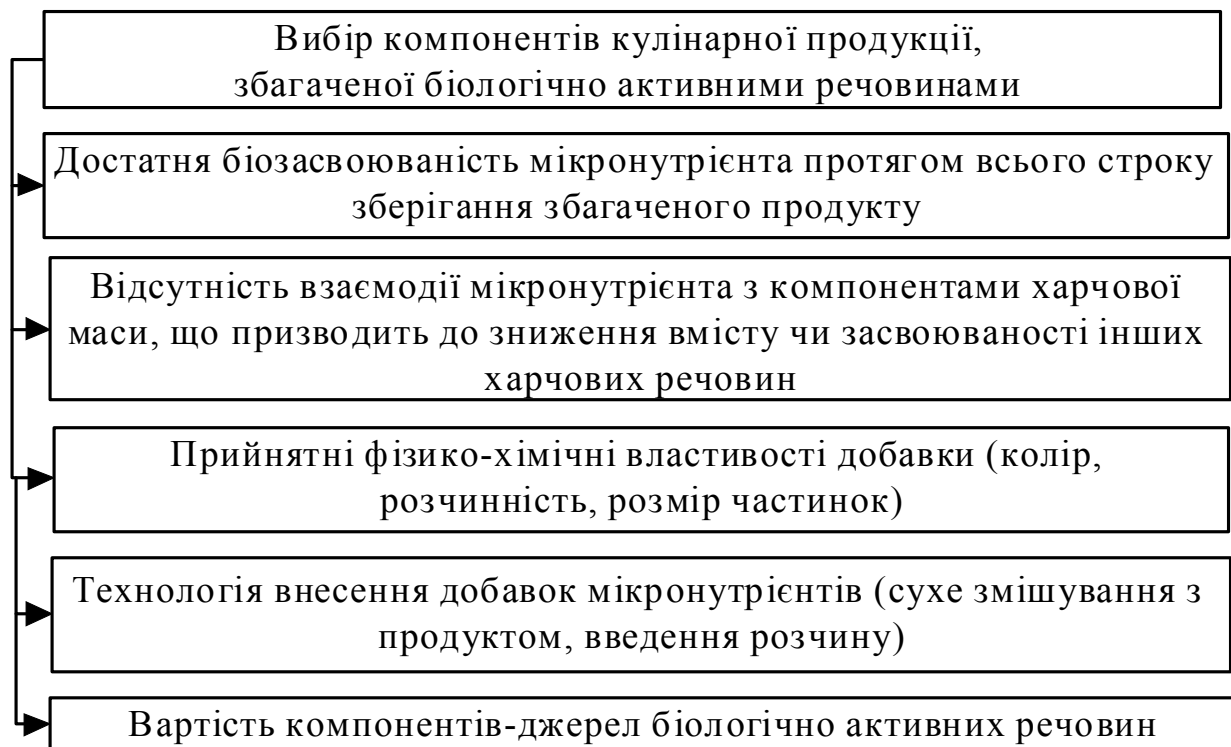 Вибір компонентів кулінарної продукції,
збагаченої біологічно активними речовинами
Достатня біозасвоюваність мікронутрієнта протягом всього строку
зберігання збагаченого продукту
Відсутність взаємодії мікронутрієнта з компонентами харчової
маси, що призводить до зниження вмісту чи засвоюваності інших
харчових речовин
Прийнятні фізико-хімічні властивості добавки (колір,
розчинність, розмір частинок)
Технологія внесення добавок мікронутрієнтів (сухе змішування з
продуктом, введення розчину)
Вартість компонентів-джерел біологічно активних речовин